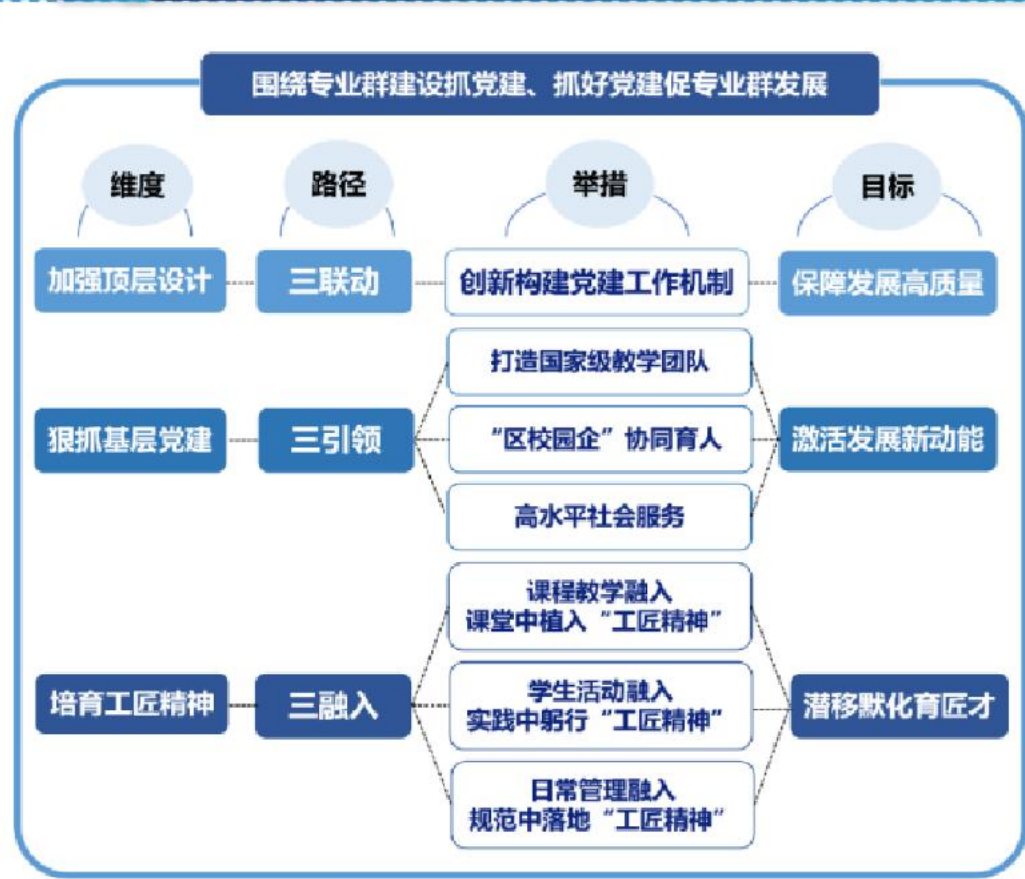 围绕专业群建设抓党建、抓好党建促专业群发展
维度
路径
举措
目标
加强顶层设计
三联动
创新构建党建工作机制
保障发展高质量
打造国家级教学团队
狠抓基层党建
三引领
“区校园企”协同育人
激活发展新动能
高水平社会服务
课程教学融入
课堂中植入“工匠精神”
培育工匠精神
三融入
学生活动融入
实践中躬行“工匠精神”
潜移默化育匠才
日常管理融入
规范中落地“工匠精神”